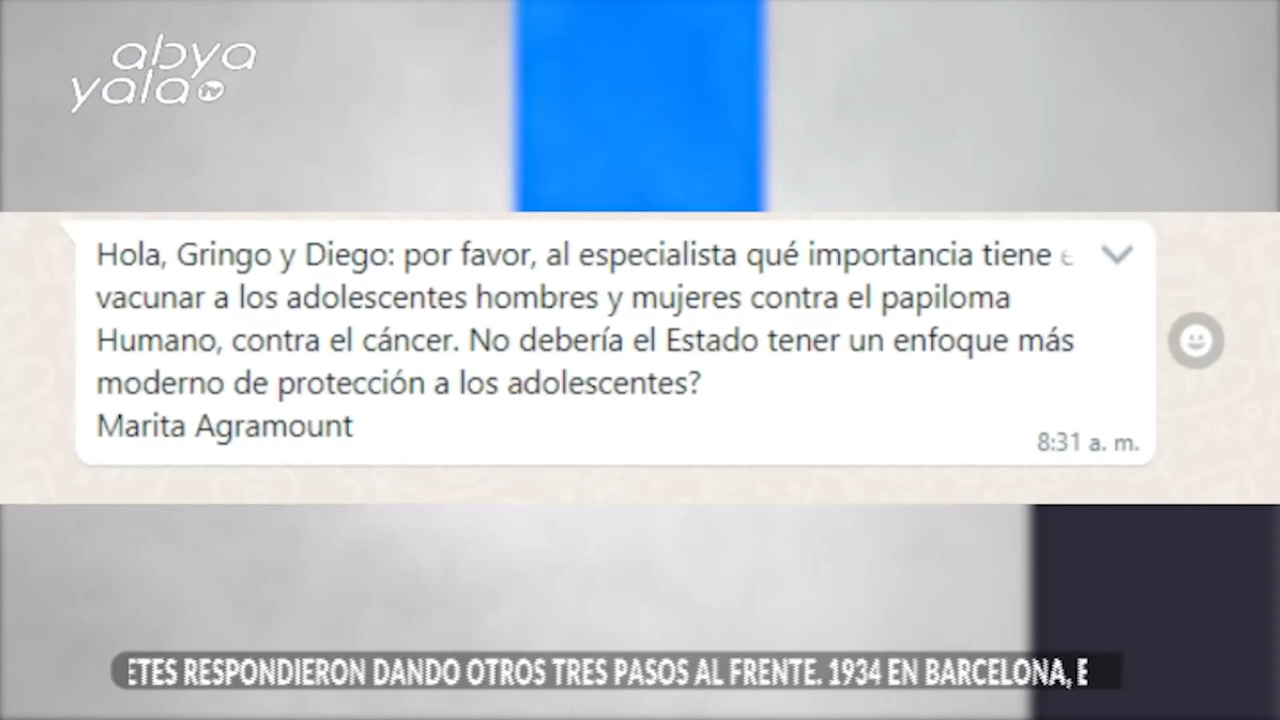 abya
yala tv
Hola, Gringo y Diego: por favor, al especialista qué importancia tiene
vacunar a los adolescentes hombres y mujeres contra el papiloma
Humano, contra el cáncer. No debería el Estado tener un enfoque más
moderno de protección a los adolescentes?
Marita Agramount
8:31 a. m.
ETES RESPONDIERON DANDO OTROS TRES PASOS AL FRENTE. 1934 EN BARCELONA, E